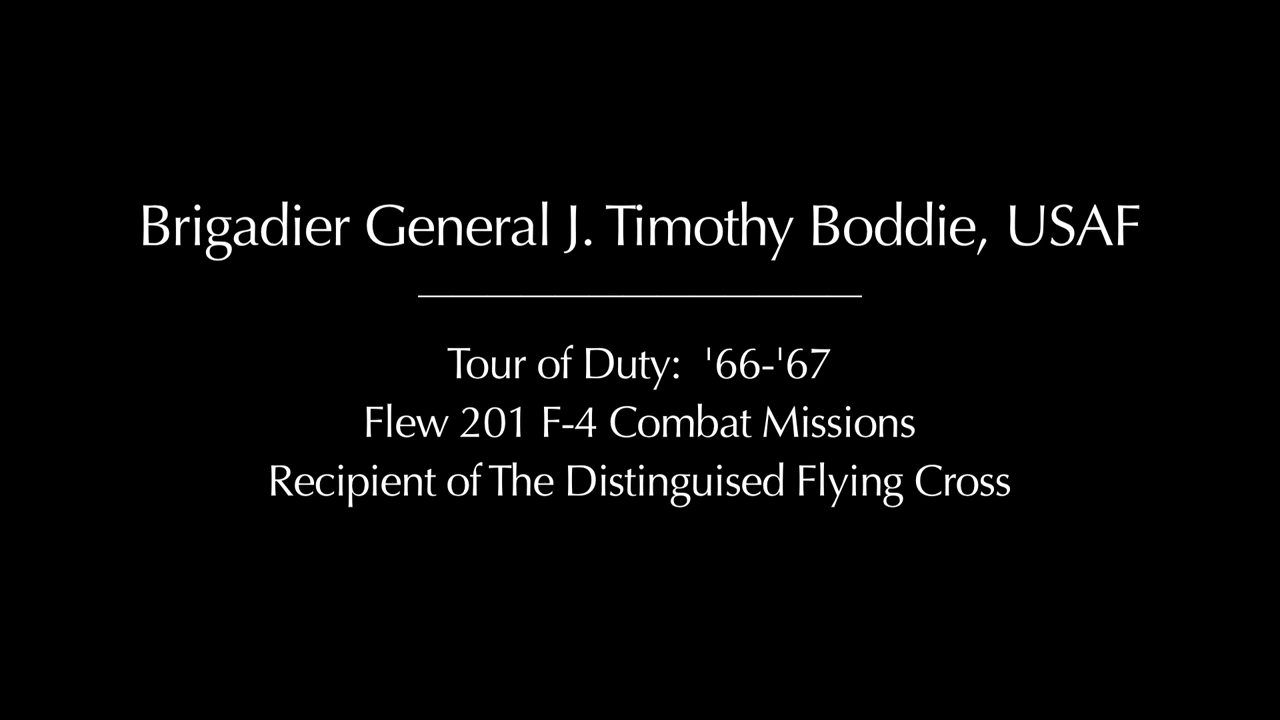 Brigadier General J. Timothy Boddie, USAF
Tour of Duty:  '66-'67
Flew 201 F-4 Combat Missions
Recipient of The Distinguised Flying Cross